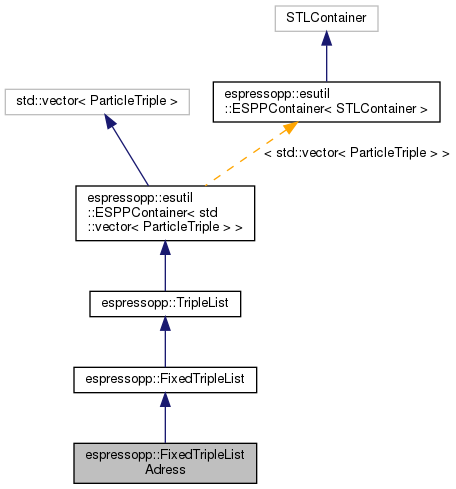 STLContainer
espressopp::esutil
::ESPPContainer< STLContainer >
std::vector< ParticleTriple >
< std::vector< ParticleTriple > >
espressopp::esutil
::ESPPContainer< std
::vector< ParticleTriple > >
espressopp::TripleList
espressopp::FixedTripleList
espressopp::FixedTripleList
Adress